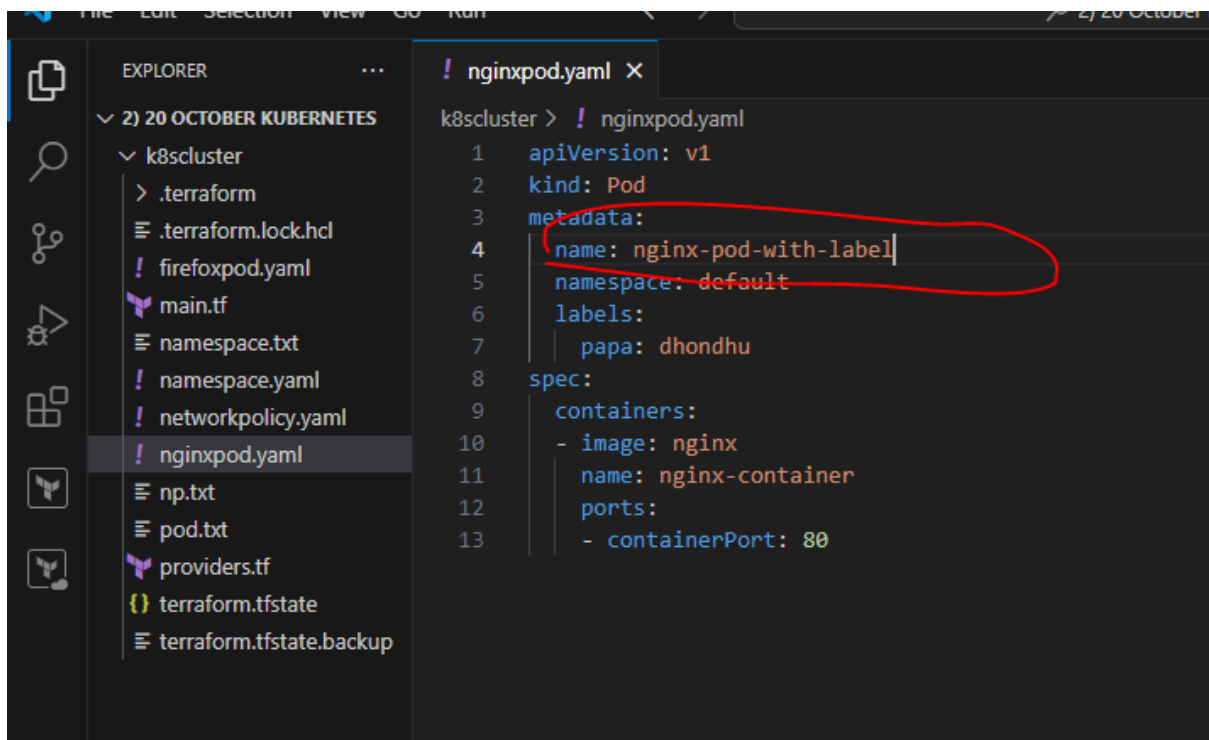 File Edit Selection View Go Run
2) 20 October
EXPLORER ...
2) 20 OCTOBER KUBERNETES
k8scluster
.terraform
.terraform.lock.hcl
firefoxpod.yaml
main.tf
namespace.txt
namespace.yaml
networkpolicy.yaml
nginxpod.yaml
np.txt
pod.txt
providers.tf
terraform.tfstate
terraform.tfstate.backup
! nginxpod.yaml ×
k8scluster > ! nginxpod.yaml
1 apiVersion: v1
2 kind: Pod
3 metadata:
4   name: nginx-pod-with-label
5   namespace: default
6   labels:
7     papa: dhondhu
8 spec:
9   containers:
10   - image: nginx
11     name: nginx-container
12     ports:
13     - containerPort: 80